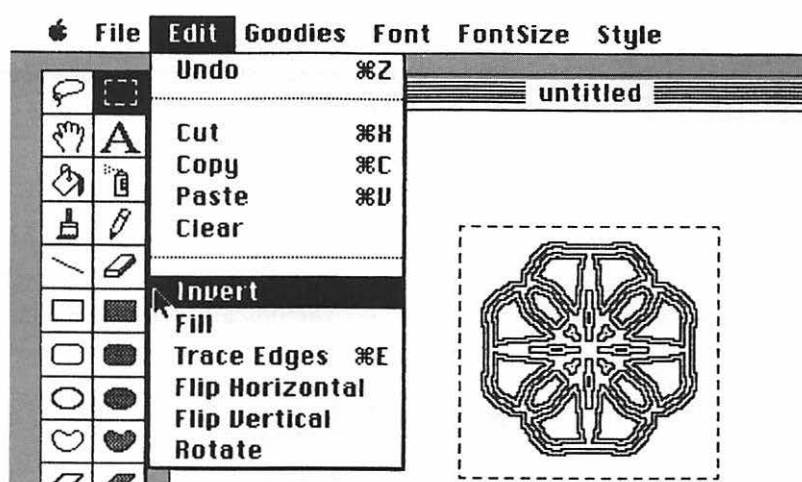 File Edit Goodies Font FontSize Style
Undo ⌘Z
untitled
Cut ⌘X
Copy ⌘C
Paste ⌘V
Clear
Invert
Fill
Trace Edges ⌘E
Flip Horizontal
Flip Vertical
Rotate
A